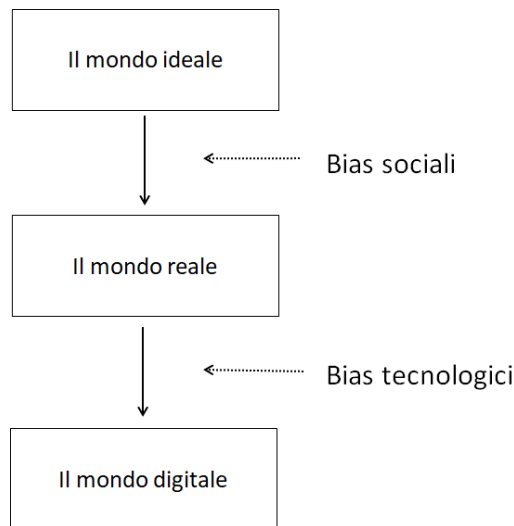 Il mondo ideale
Bias sociali
Il mondo reale
Bias tecnologici
Il mondo digitale